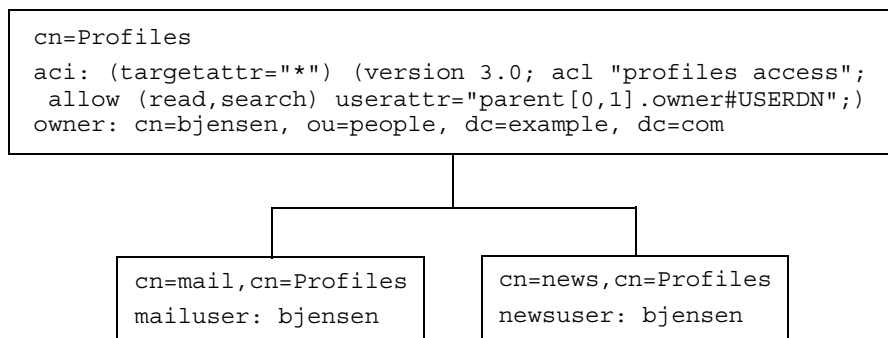 cn=Profiles
aci: (targetattr="*") (version 3.0; acl "profiles access";
allow (read,search) userattr="parent[0,1].owner#USERDN";)
owner: cn=bjensen, ou=people, dc=example, dc=com
cn=mail,cn=Profiles
mailuser: bjensen
cn=news,cn=Profiles
newsuser: bjensen